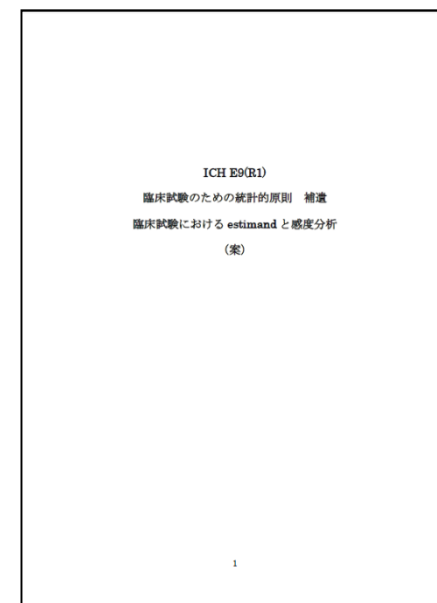 ICH E9(R1)
臨床試験のための統計的原則　補遺
臨床試験における estimand と感度分析
（案）
1